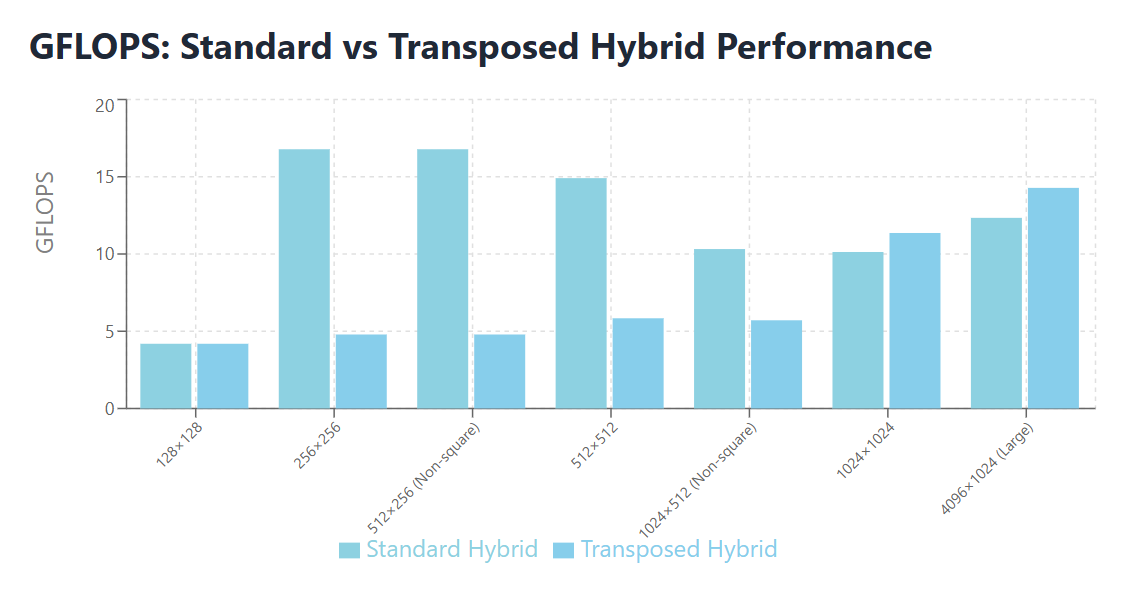 GFLOPS: Standard vs Transposed Hybrid Performance
GFLOPS
20
15
10
5
0
128×128
256×256
512×256 (Non-square)
512×512
1024×512 (Non-square)
1024×1024
4096×1024 (Large)
Standard Hybrid
Transposed Hybrid